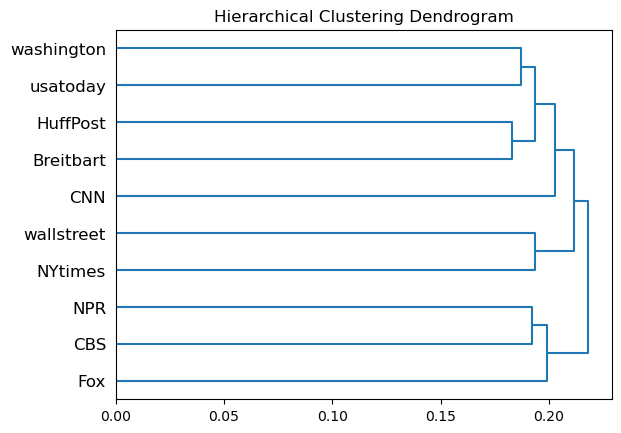 Hierarchical Clustering Dendrogram
washington
usatoday
HuffPost
Breitbart
CNN
wallstreet
NYtimes
NPR
CBS
Fox
0.00 0.05 0.10 0.15 0.20